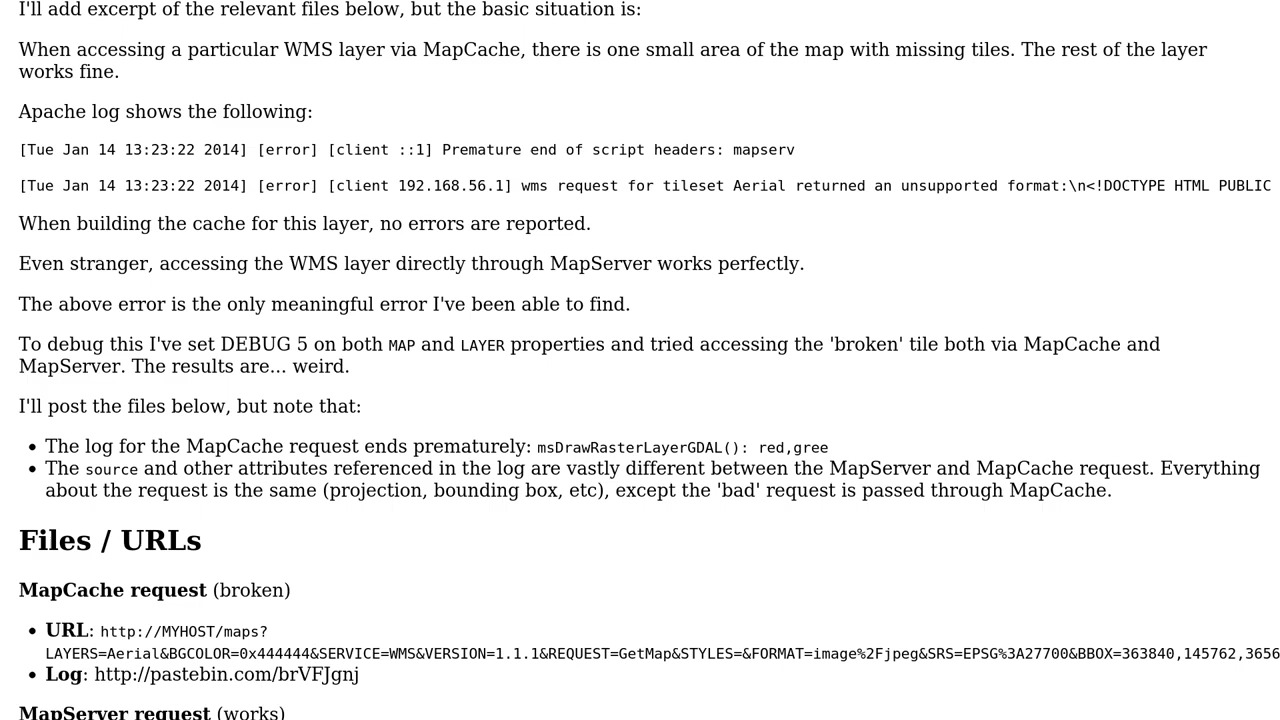 I'll add excerpt of the relevant files below, but the basic situation is:
When accessing a particular WMS layer via MapCache, there is one small area of the map with missing tiles. The rest of the layer
works fine.
Apache log shows the following:
[Tue Jan 14 13:23:22 2014] [error] [client ::1] Premature end of script headers: mapserv
[Tue Jan 14 13:23:22 2014] [error] [client 192.168.56.1] wms request for tileset Aerial returned an unsupported format:\n<!DOCTYPE HTML PUBLIC
When building the cache for this layer, no errors are reported.
Even stranger, accessing the WMS layer directly through MapServer works perfectly.
The above error is the only meaningful error I've been able to find.
To debug this I've set DEBUG 5 on both MAP and LAYER properties and tried accessing the 'broken' tile both via MapCache and
MapServer. The results are... weird.
I'll post the files below, but note that:
• The log for the MapCache request ends prematurely: msDrawRasterLayerGDAL(): red,gree
• The source and other attributes referenced in the log are vastly different between the MapServer and MapCache request. Everything
about the request is the same (projection, bounding box, etc), except the 'bad' request is passed through MapCache.
Files / URLs
MapCache request (broken)
• URL: http://MYHOST/maps?
LAYERS=Aerial&BGCOLOR=0x444444&SERVICE=WMS&VERSION=1.1.1&REQUEST=GetMap&STYLES=&FORMAT=image%2Fjpeg&SRS=EPSG%3A27700&BBOX=363840,145762,3656
• Log: http://pastebin.com/brVFJgnj
MapServer request (works)